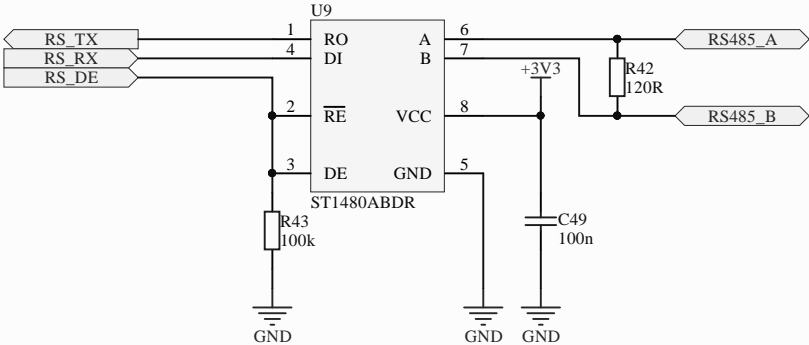 U9
RS_TX
1
RO
A
6
RS485_A
RS_RX
4
DI
B
7
RS_DE
+3V3
R42
120R
2
RE
VCC
8
RS485_B
3
DE
GND
5
ST1480ABDR
R43
100k
C49
100n
GND
GND
GND